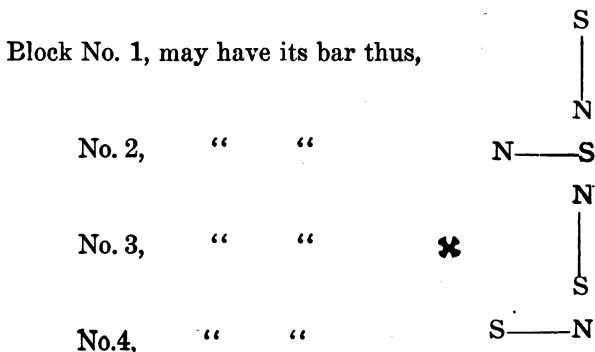 S
Block No. 1, may have its bar thus,
N
No. 2, “ “ N——S
N
No. 3, “ “ ✖
S
No.4, “ “ S——N